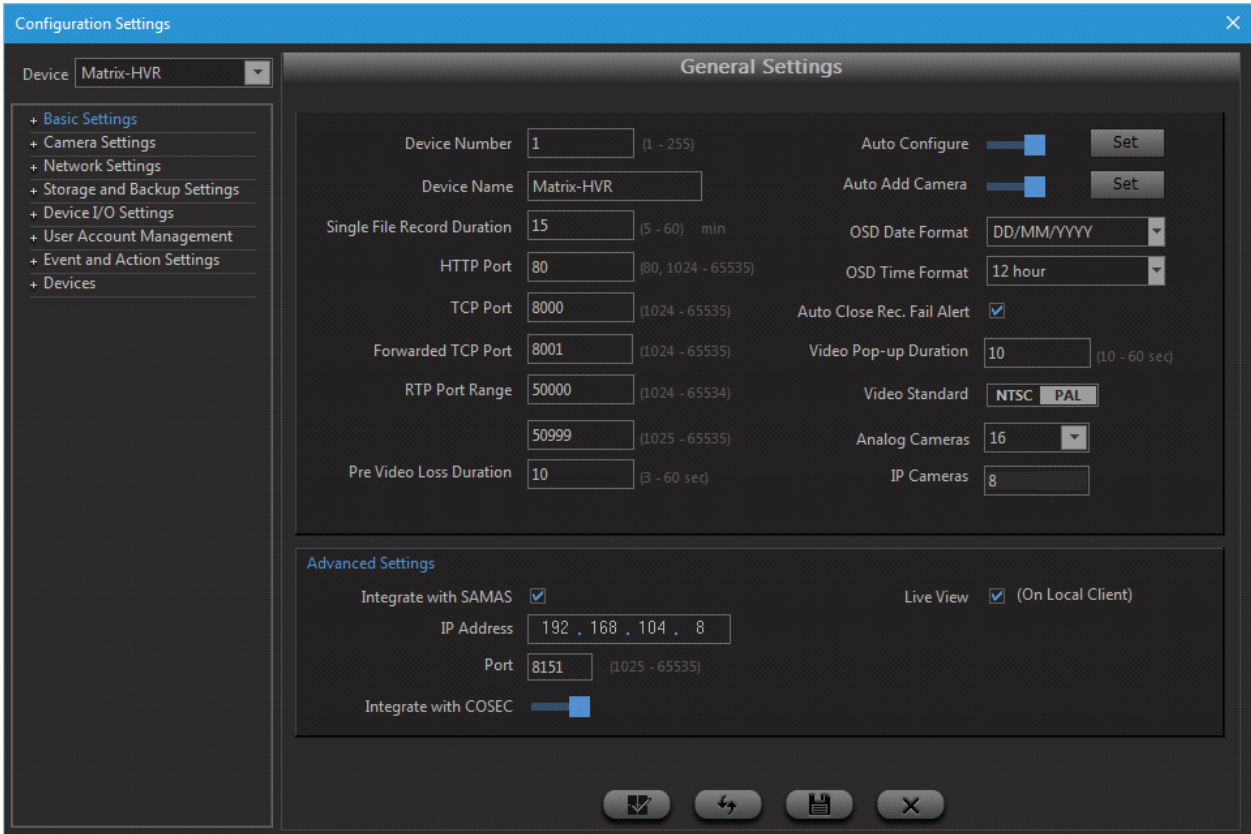 Configuration Settings
Device Matrix-HVR
+ Basic Settings
+ Camera Settings
+ Network Settings
+ Storage and Backup Settings
+ Device I/O Settings
+ User Account Management
+ Event and Action Settings
+ Devices
General Settings
Device Number 1 (1 - 255)
Device Name Matrix-HVR
Single File Record Duration 15 (5 - 60) min
HTTP Port 80 (80, 1024 - 65535)
TCP Port 8000 (1024 - 65535)
Forwarded TCP Port 8001 (1024 - 65535)
RTP Port Range 50000 (1024 - 65534)
50999 (1025 - 65535)
Pre Video Loss Duration 10 (3 - 60 sec)
Auto Configure Set
Auto Add Camera Set
OSD Date Format DD/MM/YYYY
OSD Time Format 12 hour
Auto Close Rec. Fail Alert
Video Pop-up Duration 10 (10 - 60 sec)
Video Standard NTSC PAL
Analog Cameras 16
IP Cameras 8
Advanced Settings
Integrate with SAMAS
IP Address 192 . 168 . 104 . 8
Port 8151 (1025 - 65535)
Integrate with COSEC
Live View (On Local Client)